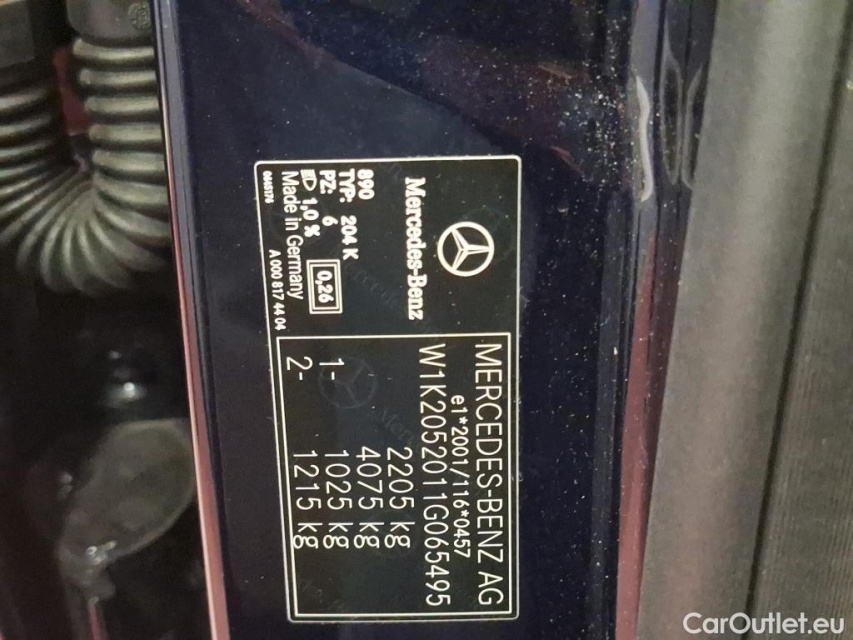 Mercedes-Benz
890
TYP: 204 K
PZ: 6
1,0 %
0,26
Made in Germany
A 000 817 44 04
MERCEDES-BENZ AG
e1*2001/116*0457
W1K2052011G065495
2205 kg
4075 kg
1- 1025 kg
2- 1215 kg
CarOutlet.eu